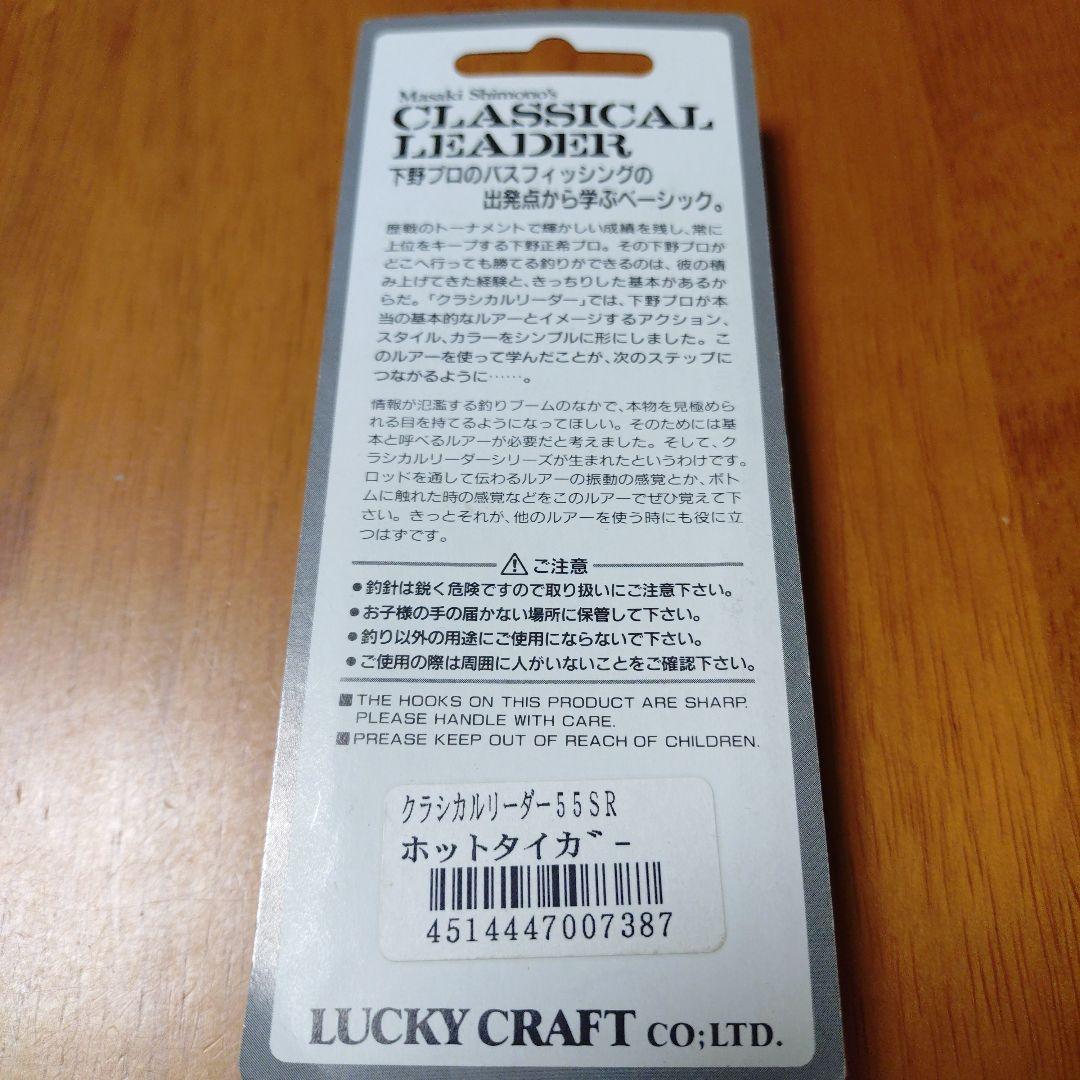 Masaki Shimono's
CLASSICAL
LEADER
下野プロのバスフィッシングの
出発点から学ぶベーシック。
歴戦のトーナメントで輝かしい成績を残し、常に
上位をキープする下野正希プロ。その下野プロが
どこへ行っても勝てる釣りができるのは、彼の積
み上げてきた経験と、きっちりした基本があるか
らだ。「クラシカルリーダー」では、下野プロが本
当の基本的なルアーとイメージするアクション、
スタイル、カラーをシンプルに形にしました。こ
のルアーを使って学んだことが、次のステップに
つながるように……。
情報が氾濫する釣りブームのなかで、本物を見極めら
れる目を持てるようになってほしい。そのためには基
本と呼べるルアーが必要だと考えました。そして、ク
ラシカルリーダーシリーズが生まれたというわけです。
ロッドを通して伝わるルアーの振動の感覚とか、ボト
ムに触れた時の感覚などをこのルアーでぜひ覚えて下
さい。きっとそれが、他のルアーを使う時にも役に立
つはずです。
⚠ご注意
●釣針は鋭く危険ですので取り扱いにご注意下さい。
●お子様の手の届かない場所に保管して下さい。
●釣り以外の用途にご使用にならないで下さい。
●ご使用の際は周囲に人がいないことをご確認下さい。
■THE HOOKS ON THIS PRODUCT ARE SHARP.
PLEASE HANDLE WITH CARE.
■PREASE KEEP OUT OF REACH OF CHILDREN.
クラシカルリーダー55SR
ホットタイガ゛ー
4514447007387
LUCKY CRAFT CO;LTD.